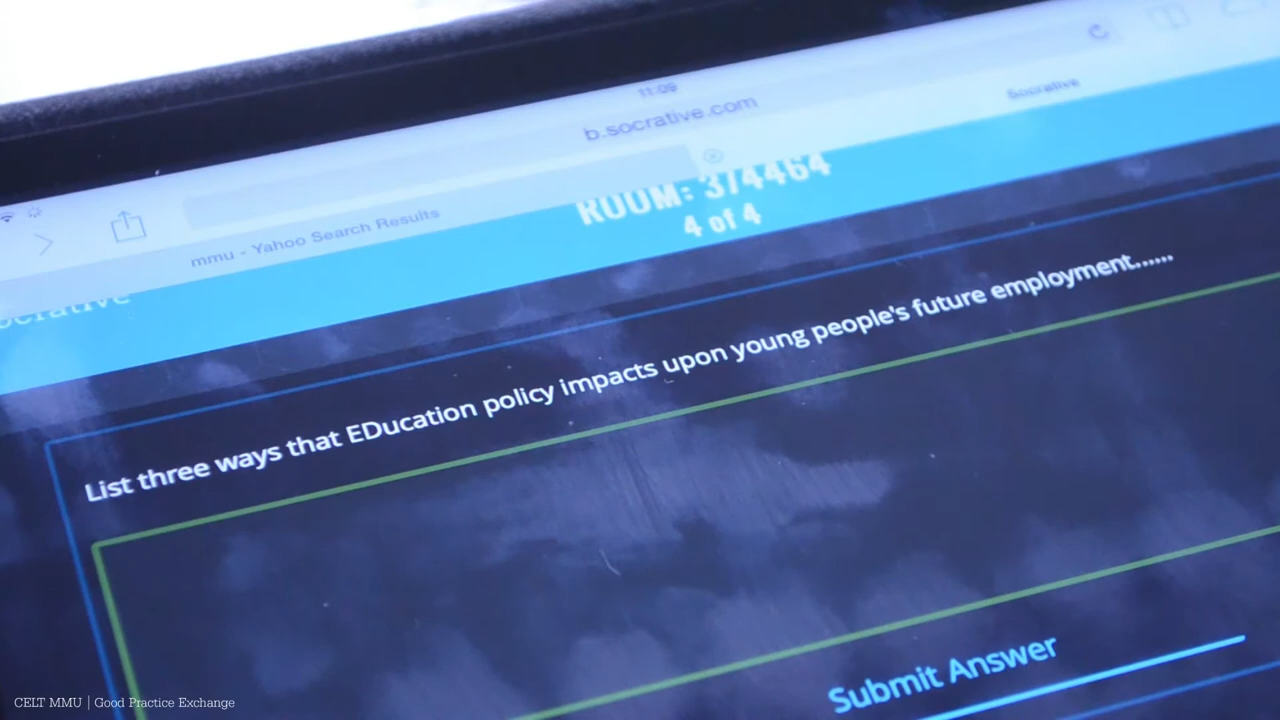 11:09
b.socrative.com
mmu - Yahoo Search Results
Socrative
ocrative
ROOM: 374464
4 of 4
List three ways that EDucation policy impacts upon young people's future employment......
Submit Answer
CELT MMU | Good Practice Exchange